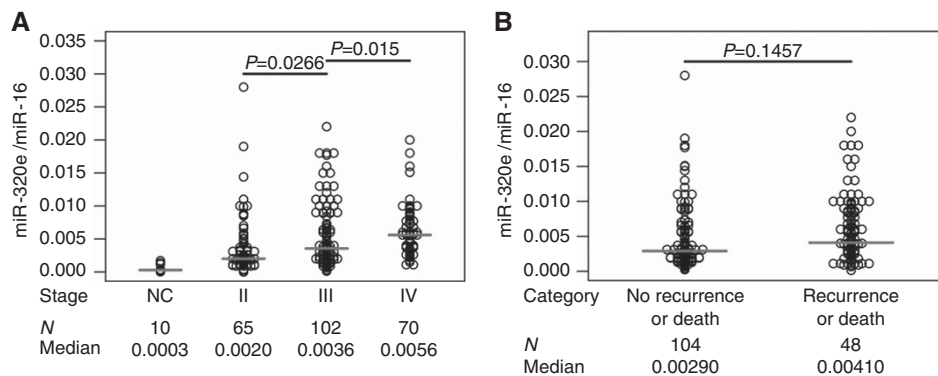 A
miR-320e/miR-16
0.035
0.030
0.025
0.020
0.015
0.010
0.005
0.000
P=0.0266
P=0.015
Stage NC II III IV
N 10 65 102 70
Median 0.0003 0.0020 0.0036 0.0056
B
miR-320e/miR-16
0.030
0.025
0.020
0.015
0.010
0.005
0.000
P=0.1457
Category No recurrence Recurrence
or death or death
N 104 48
Median 0.00290 0.00410